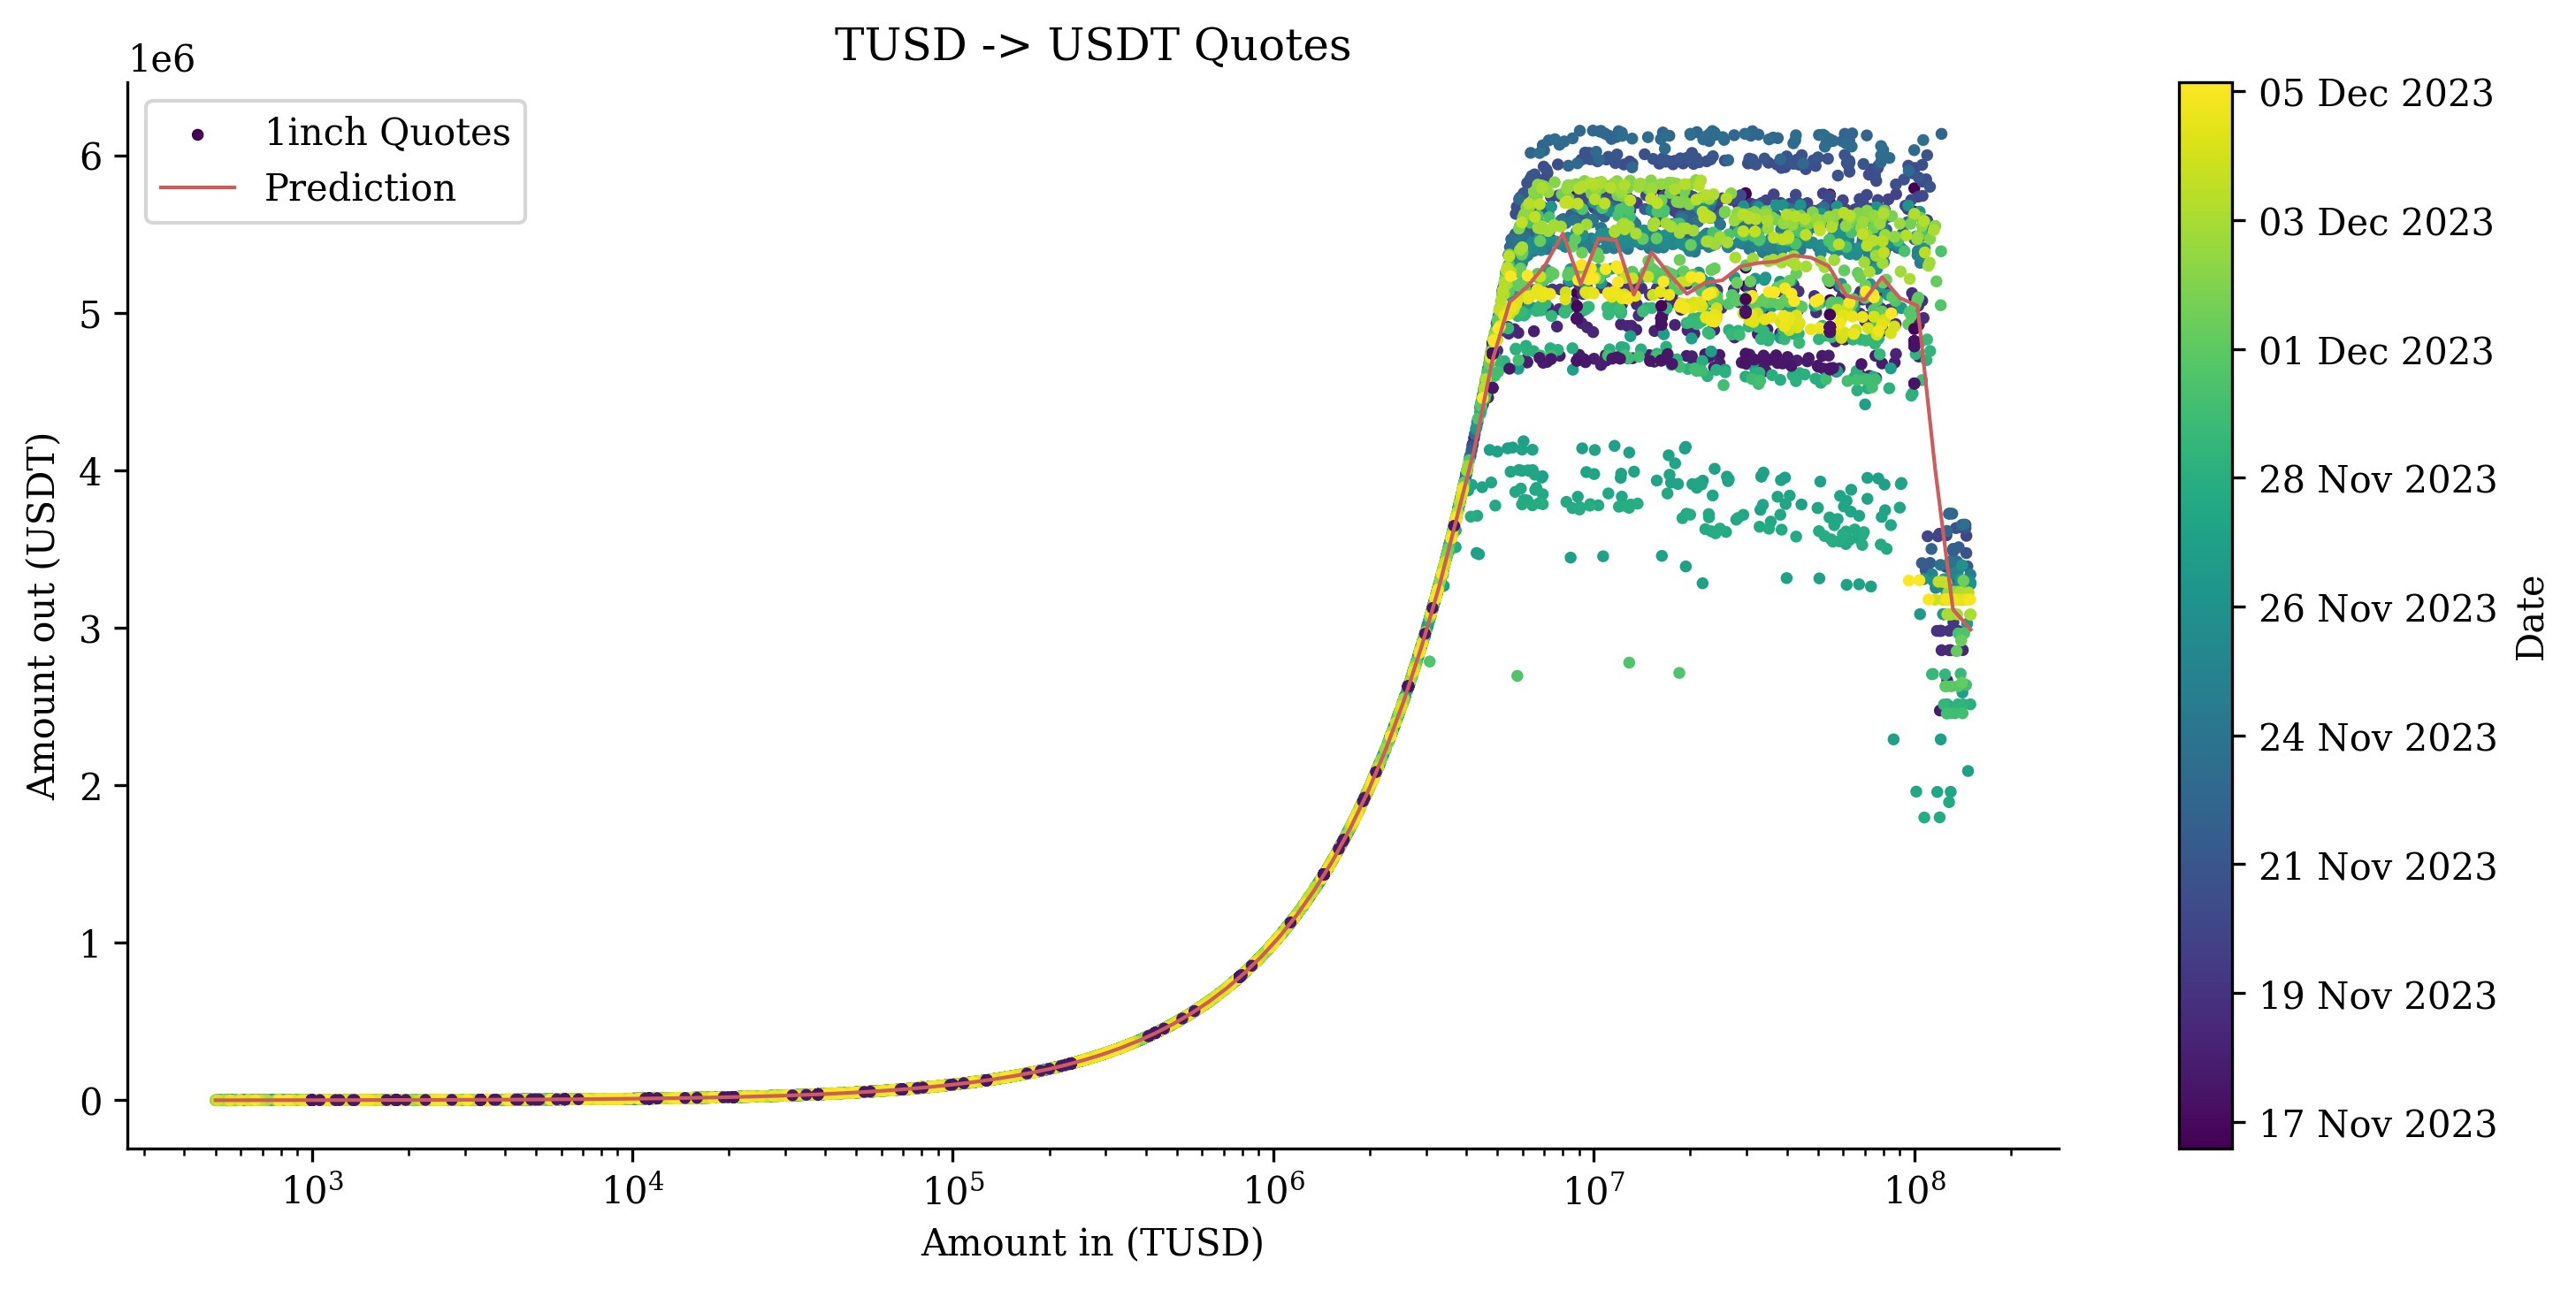 TUSD -> USDT Quotes
1e6
1inch Quotes
Prediction
6
5
4
3
2
1
0
Amount out (USDT)
10³
10⁴
10⁵
10⁶
10⁷
10⁸
Amount in (TUSD)
05 Dec 2023
03 Dec 2023
01 Dec 2023
28 Nov 2023
26 Nov 2023
24 Nov 2023
21 Nov 2023
19 Nov 2023
17 Nov 2023
Date